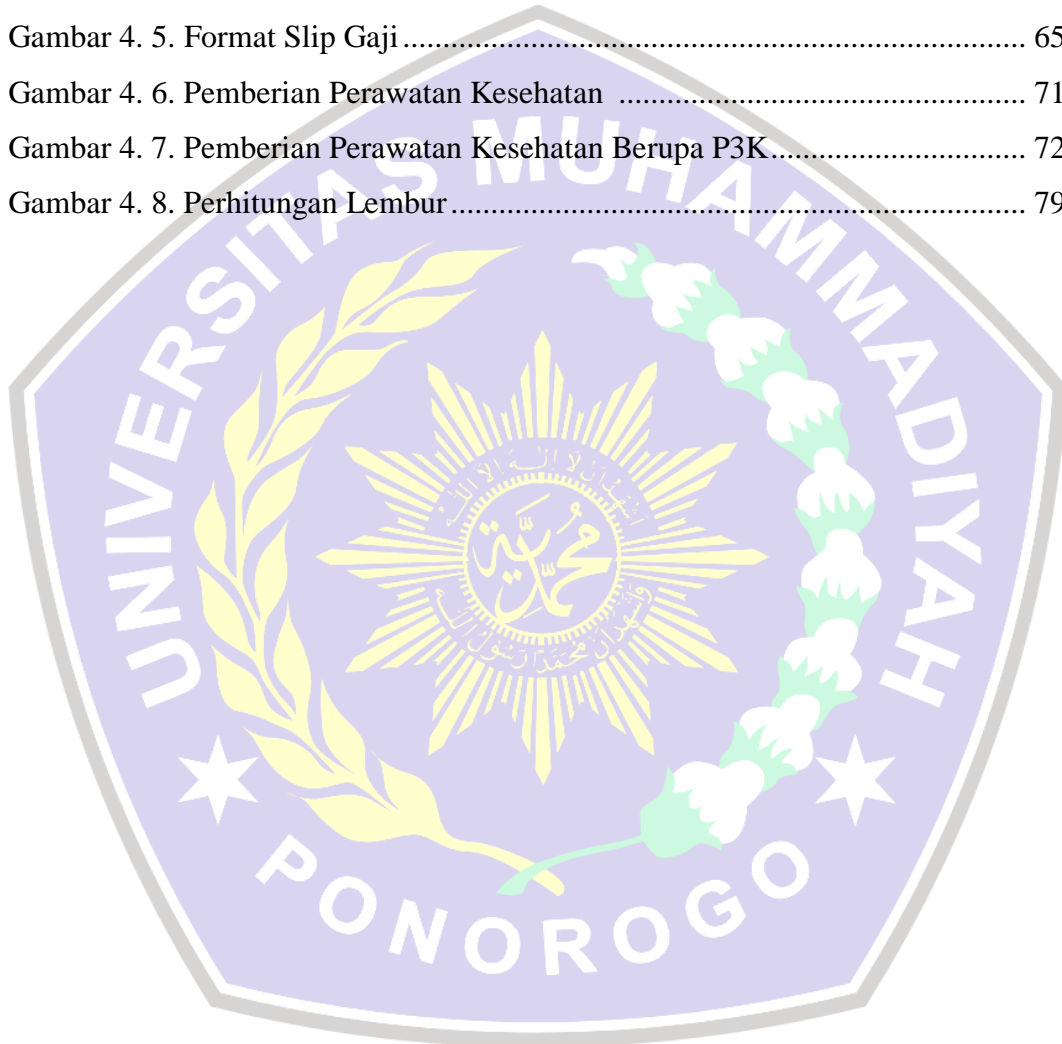 Gambar 4. 5. Format Slip Gaji ........................................................................... 65
Gambar 4. 6. Pemberian Perawatan Kesehatan ................................................. 71
Gambar 4. 7. Pemberian Perawatan Kesehatan Berupa P3K............................... 72
Gambar 4. 8. Perhitungan Lembur ..................................................................... 79
UNIVERSITAS MUHAMMADIYAH
محمدية
PONOROGO